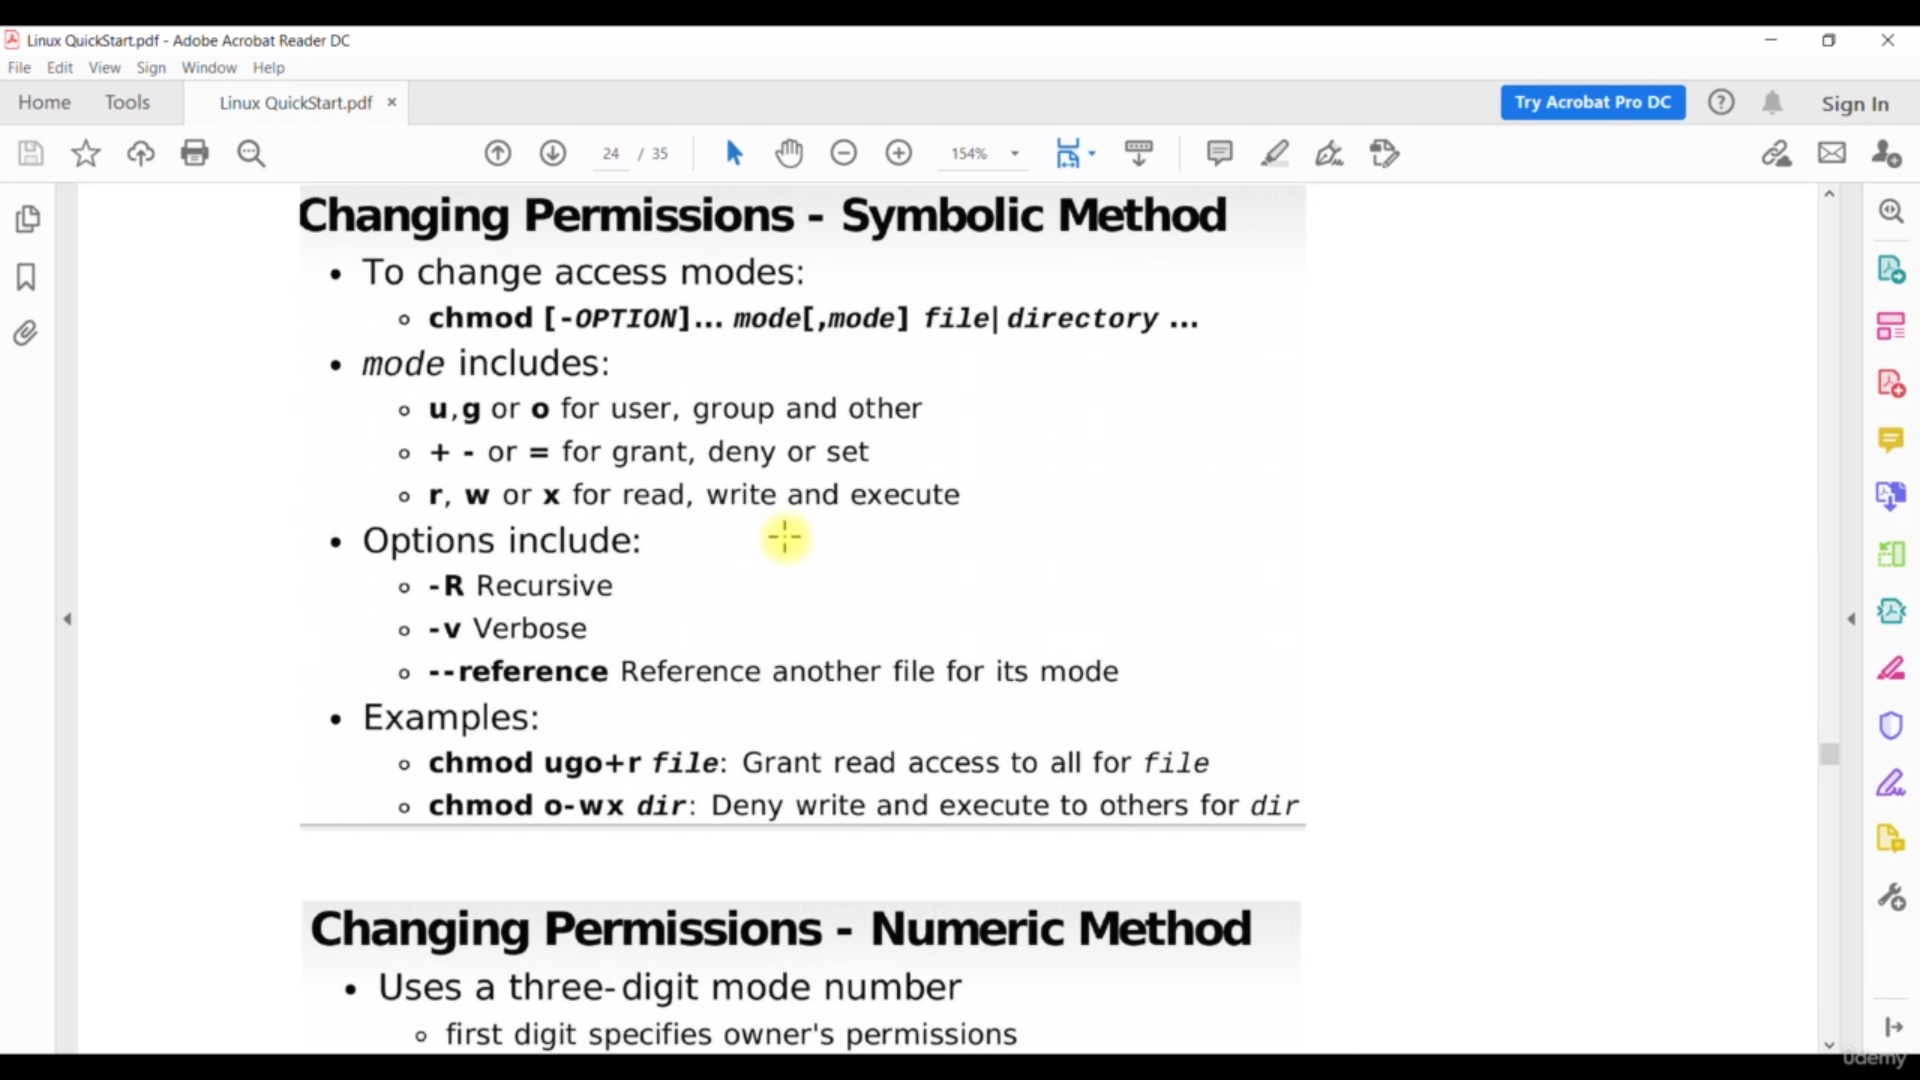 Linux QuickStart.pdf - Adobe Acrobat Reader DC
File Edit View Sign Window Help
Home Tools Linux QuickStart.pdf × Try Acrobat Pro DC Sign In
24 / 35 154%
Changing Permissions - Symbolic Method
• To change access modes:
◦ chmod [-OPTION]... mode[,mode] file|directory ...
• mode includes:
◦ u,g or o for user, group and other
◦ + - or = for grant, deny or set
◦ r, w or x for read, write and execute
• Options include:
◦ -R Recursive
◦ -v Verbose
◦ --reference Reference another file for its mode
• Examples:
◦ chmod ugo+r file: Grant read access to all for file
◦ chmod o-wx dir: Deny write and execute to others for dir
Changing Permissions - Numeric Method
• Uses a three-digit mode number
◦ first digit specifies owner's permissions
ûdemy